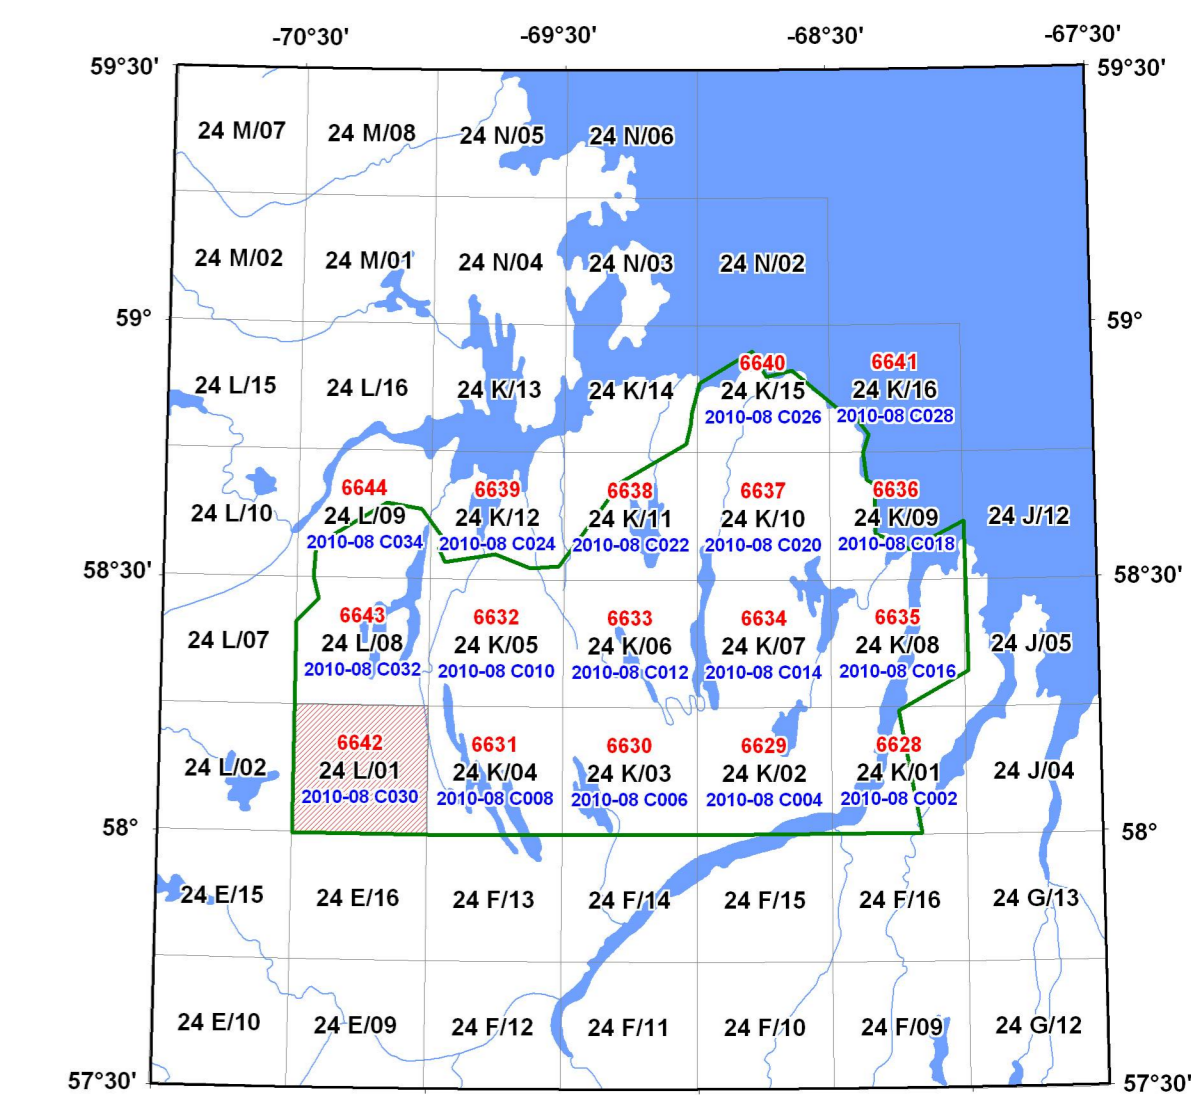 -70°30' -69°30' -68°30' -67°30'
59°30' 59°30'
24 M/07 24 M/08 24 N/05 24 N/06
24 M/02 24 M/01 24 N/04 24 N/03 24 N/02
59° 59°
6640 6641
24 L/15 24 L/16 24 K/13 24 K/14 24 K/15 24 K/16
2010-08 C026 2010-08 C028
6644 6639 6638 6637 6636
24 L/10 24 L/09 24 K/12 24 K/11 24 K/10 24 K/09 24 J/12
2010-08 C034 2010-08 C024 2010-08 C022 2010-08 C020 2010-08 C018
58°30' 58°30'
6643 6632 6633 6634 6635
24 L/07 24 L/08 24 K/05 24 K/06 24 K/07 24 K/08 24 J/05
2010-08 C032 2010-08 C010 2010-08 C012 2010-08 C014 2010-08 C016
6642 6631 6630 6629 6628
24 L/02 24 L/01 24 K/04 24 K/03 24 K/02 24 K/01 24 J/04
2010-08 C030 2010-08 C008 2010-08 C006 2010-08 C004 2010-08 C002
58° 58°
24 E/15 24 E/16 24 F/13 24 F/14 24 F/15 24 F/16 24 G/13
24 E/10 24 E/09 24 F/12 24 F/11 24 F/10 24 F/09 24 G/12
57°30' 57°30'